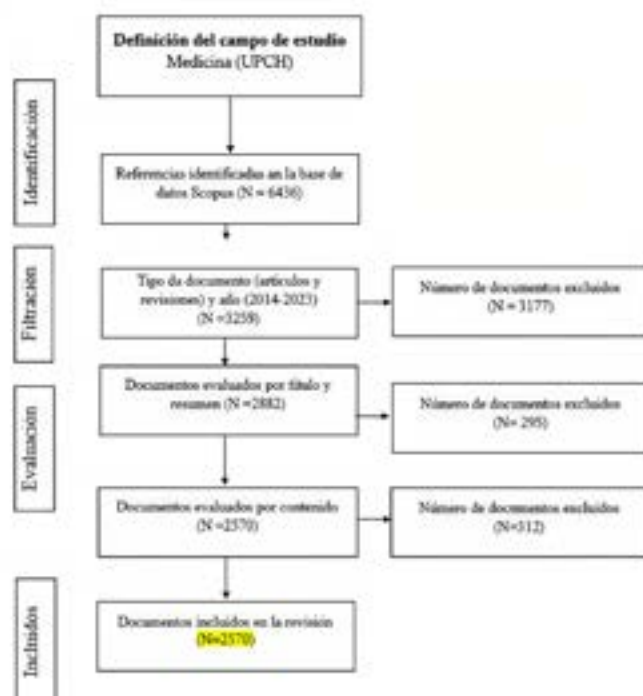 Definición del campo de estudio
Medicina (UPCH)
Identificación
Referencias identificadas an la base de
datos Scopus (N = 6436)
Filtración
Tipo da documento (artículos y
revisiones) y año (2014-2023)
(N =3259)
Número de documentos excluidos
(N = 3177)
Evaluación
Documentos evaluados por título y
resumen (N =2882)
Número de documentos excluidos
(N= 295)
Documentos evaluados por contenido
(N =2570)
Número de documentos excluidos
(N=312)
Incluidos
Documentos incluidos en la revisión
(N=2570)